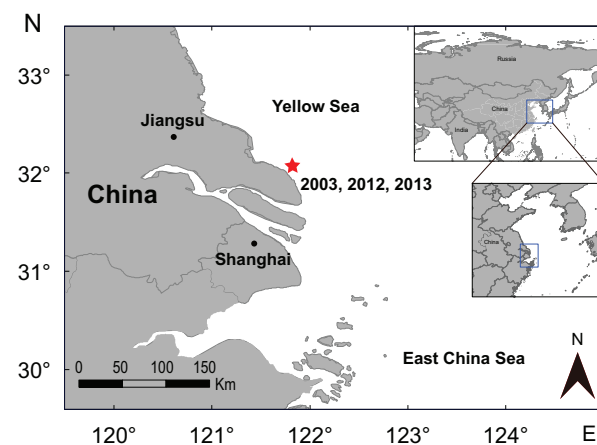 N
33°
32°
31°
30°
Yellow Sea
Jiangsu
2003, 2012, 2013
China
Shanghai
East China Sea
0 50 100 150
Km
120° 121° 122° 123° 124° E
Russia
China
India
China
N